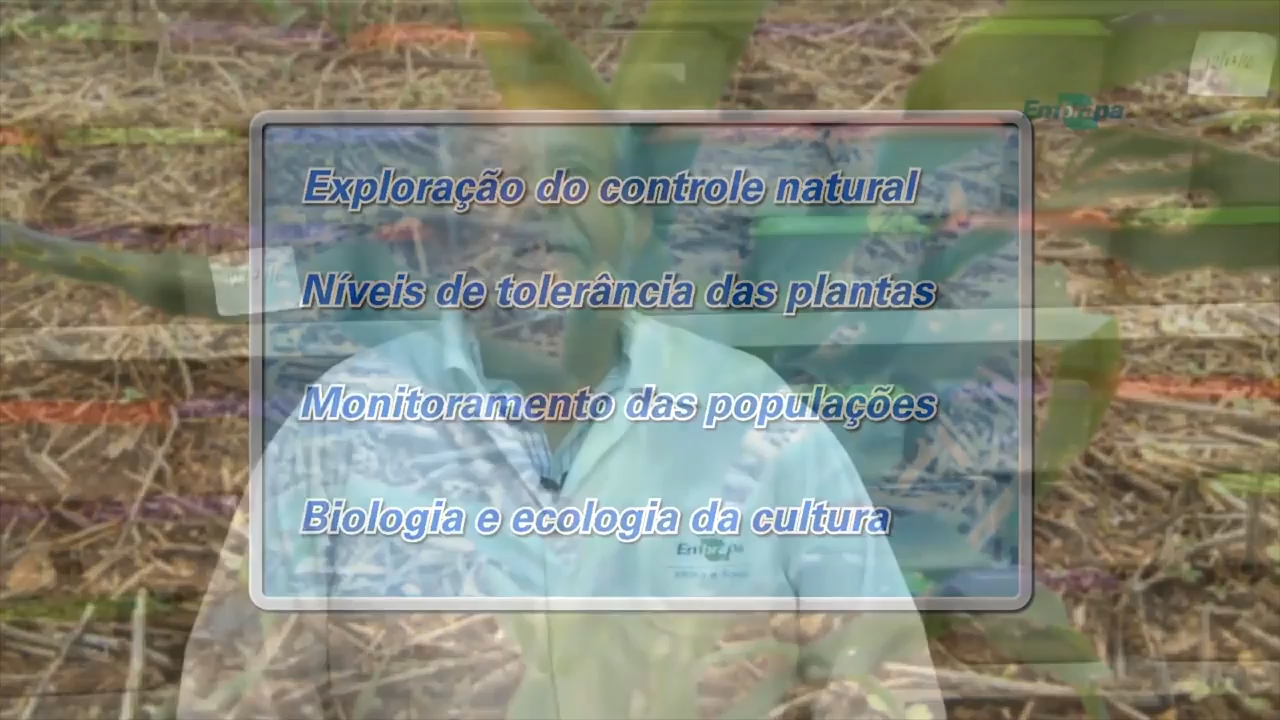 Embrapa
Exploração do controle natural
Níveis de tolerância das plantas
Monitoramento das populações
Biologia e ecologia da cultura
Embrapa